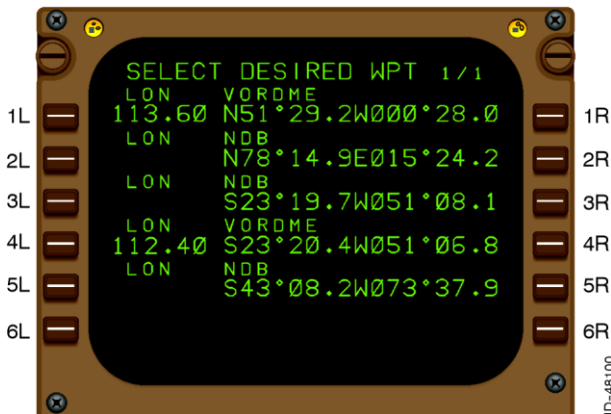 SELECT DESIRED WPT 1/1
LON VORDME
1L 113.60 N51°29.2W000°28.0 1R
LON NDB
2L N78°14.9E015°24.2 2R
LON NDB
3L S23°19.7W051°08.1 3R
LON VORDME
4L 112.40 S23°20.4W051°06.8 4R
LON NDB
5L S43°08.2W073°37.9 5R
6L 6R